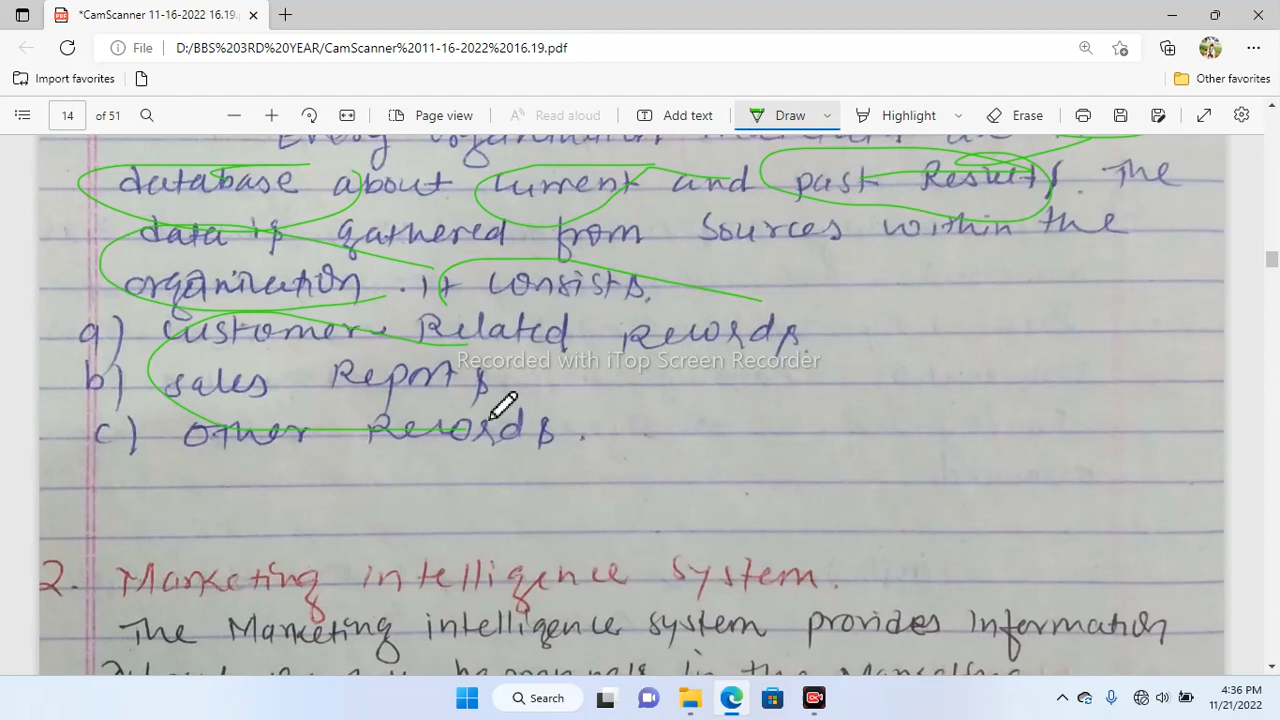 *CamScanner 11-16-2022 16.19.p
File D:/BBS%203RD%20YEAR/CamScanner%2011-16-2022%2016.19.pdf
Import favorites
Other favorites
14 of 51
Page view
Read aloud
Add text
Draw
Highlight
Erase
Every organization
database about current and past Results. The
data is gathered from sources within the
organization. it consists.
a) customer Related records.
Recorded with iTop Screen Recorder
b) sales Reports
c) other Records.
2. Marketing intelligence system.
The Marketing intelligence system provides information
in the
Search
4:36 PM
11/21/2022